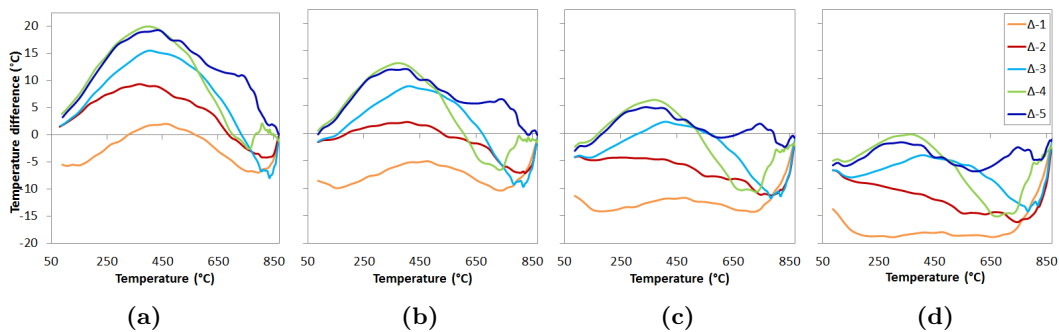 Temperature difference (°C)
20
15
10
5
0
-5
-10
-15
-20
50 250 450 650 850
50 250 450 650 850
50 250 450 650 850
50 250 450 650 850
Temperature (°C)
Temperature (°C)
Temperature (°C)
Temperature (°C)
Δ-1
Δ-2
Δ-3
Δ-4
Δ-5
(a) (b) (c) (d)